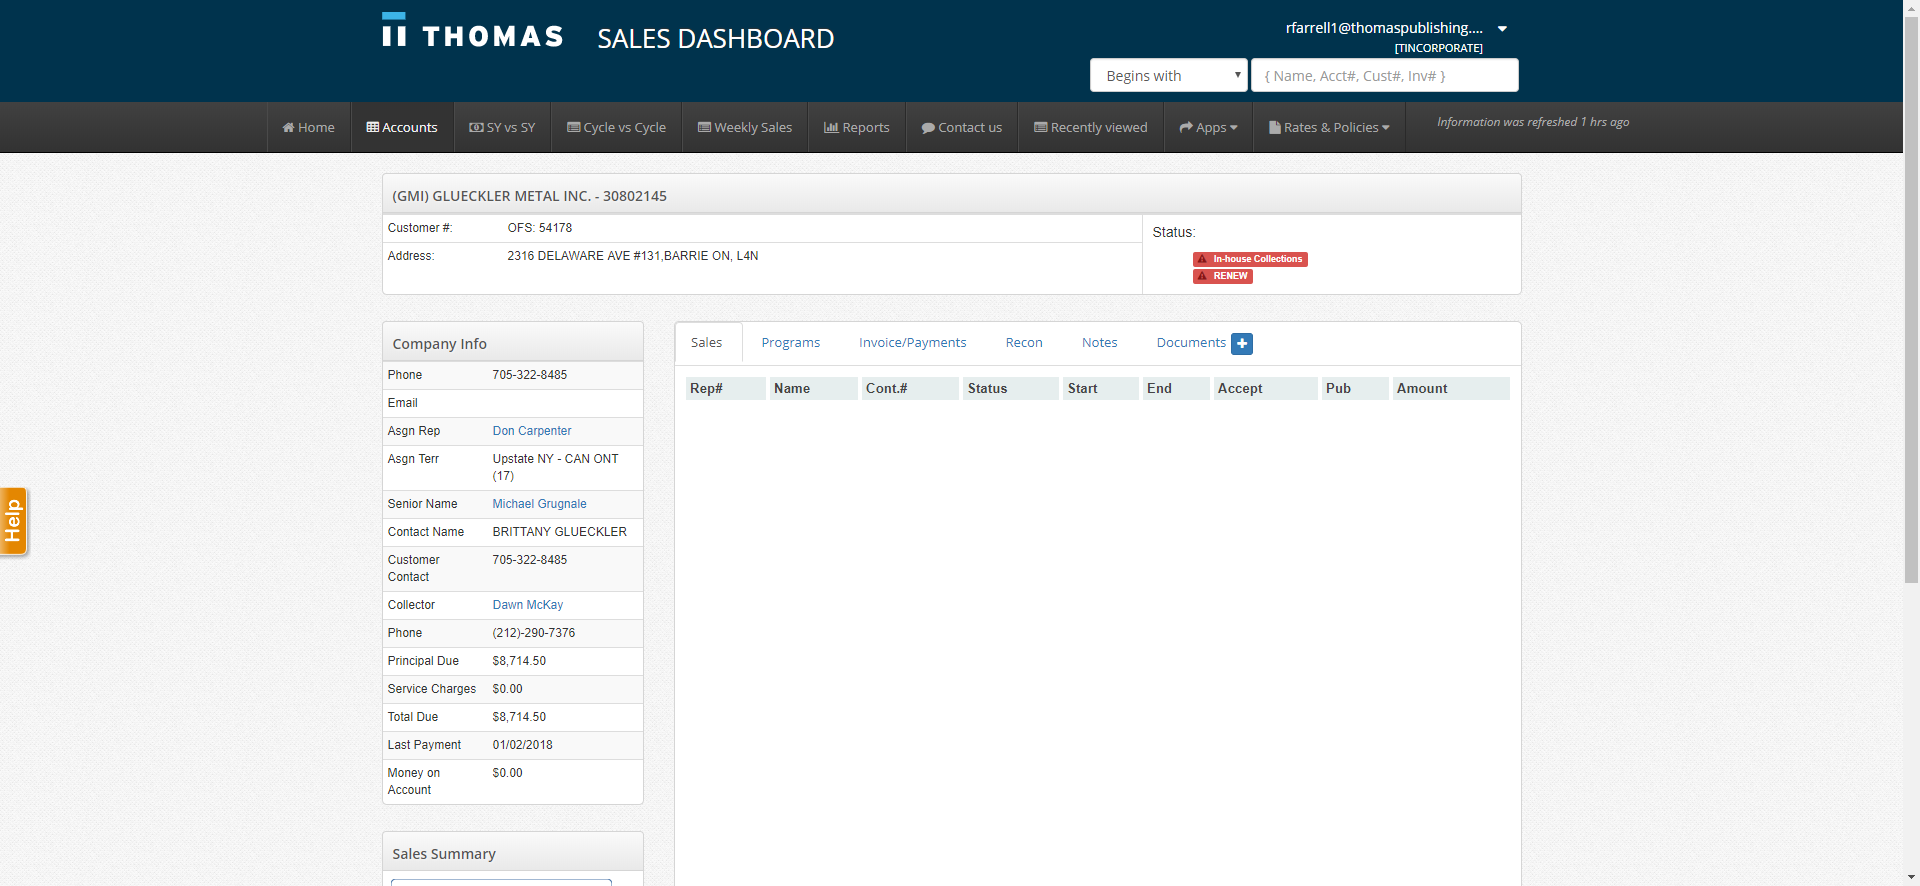 THOMAS SALES DASHBOARD
rfarrell1@thomaspublishing....
[TINCORPORATE]
Begins with
{ Name, Acct#, Cust#, Inv# }
Home Accounts SY vs SY Cycle vs Cycle Weekly Sales Reports Contact us Recently viewed Apps Rates & Policies Information was refreshed 1 hrs ago
(GMI) GLUECKLER METAL INC. - 30802145
Customer #: OFS: 54178
Address: 2316 DELAWARE AVE #131,BARRIE ON, L4N
Status:
In-house Collections
RENEW
Help
Company Info
Phone 705-322-8485
Email
Asgn Rep Don Carpenter
Asgn Terr Upstate NY - CAN ONT
(17)
Senior Name Michael Grugnale
Contact Name BRITTANY GLUECKLER
Customer 705-322-8485
Contact
Collector Dawn McKay
Phone (212)-290-7376
Principal Due $8,714.50
Service Charges $0.00
Total Due $8,714.50
Last Payment 01/02/2018
Money on $0.00
Account
Sales Summary
Sales Programs Invoice/Payments Recon Notes Documents
Rep# Name Cont.# Status Start End Accept Pub Amount